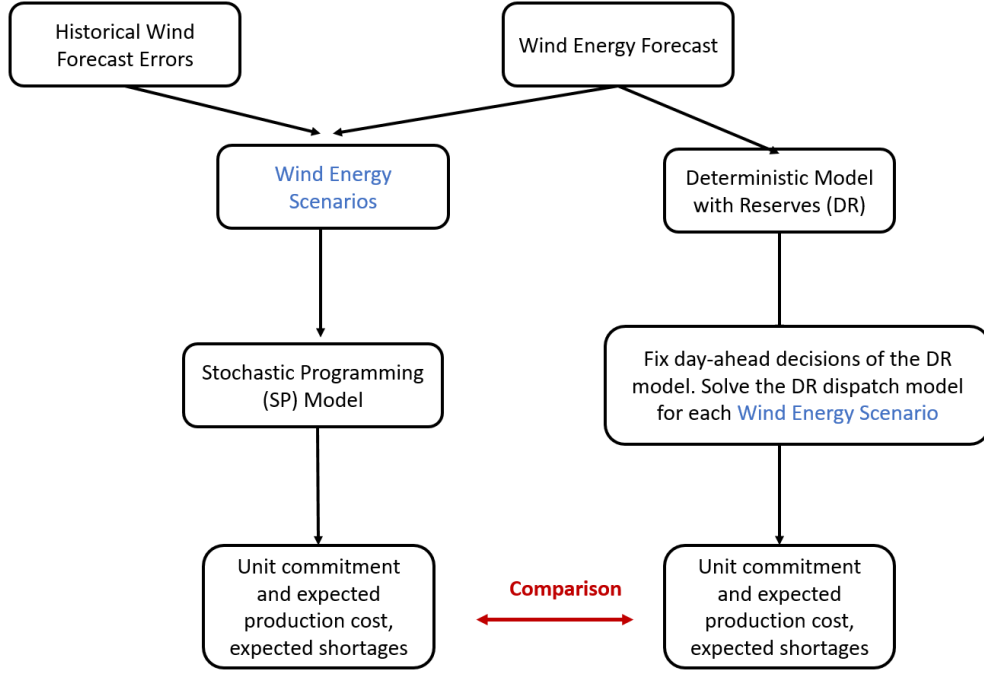 Historical Wind
Forecast Errors
Wind Energy Forecast
Wind Energy
Scenarios
Deterministic Model
with Reserves (DR)
Stochastic Programming
(SP) Model
Fix day-ahead decisions of the DR
model. Solve the DR dispatch model
for each Wind Energy Scenario
Unit commitment
and expected
production cost,
expected shortages
Comparison
Unit commitment
and expected
production cost,
expected shortages